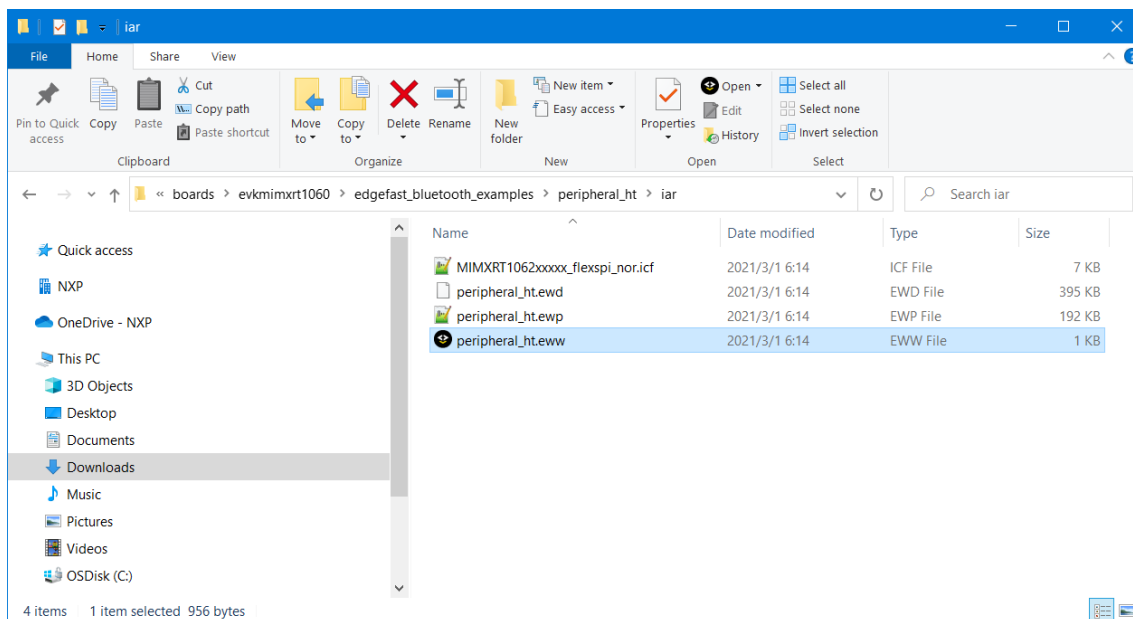 iar
File Home Share View
Pin to Quick access
Copy
Paste
Cut
Copy path
Paste shortcut
Clipboard
Move to
Copy to
Delete
Rename
Organize
New folder
New item
Easy access
New
Properties
Open
Edit
History
Open
Select all
Select none
Invert selection
Select
« boards > evkmimxrt1060 > edgefast_bluetooth_examples > peripheral_ht > iar
Search iar
Quick access
NXP
OneDrive - NXP
This PC
3D Objects
Desktop
Documents
Downloads
Music
Pictures
Videos
OSDisk (C:)
Name Date modified Type Size
MIMXRT1062xxxxx_flexspi_nor.icf 2021/3/1 6:14 ICF File 7 KB
peripheral_ht.ewd 2021/3/1 6:14 EWD File 395 KB
peripheral_ht.ewp 2021/3/1 6:14 EWP File 192 KB
peripheral_ht.eww 2021/3/1 6:14 EWW File 1 KB
4 items 1 item selected 956 bytes